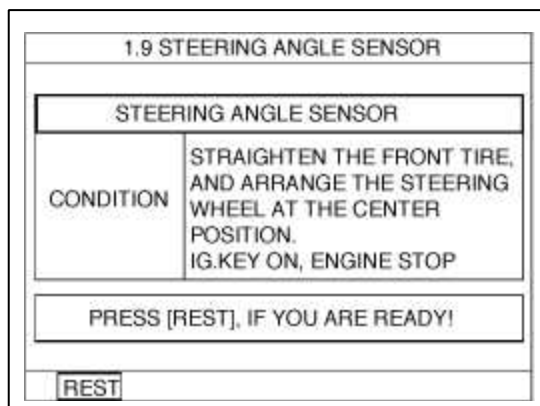 1.9 STEERING ANGLE SENSOR
STEERING ANGLE SENSOR
CONDITION
STRAIGHTEN THE FRONT TIRE,
AND ARRANGE THE STEERING
WHEEL AT THE CENTER
POSITION.
IG.KEY ON, ENGINE STOP
PRESS [REST], IF YOU ARE READY!
REST